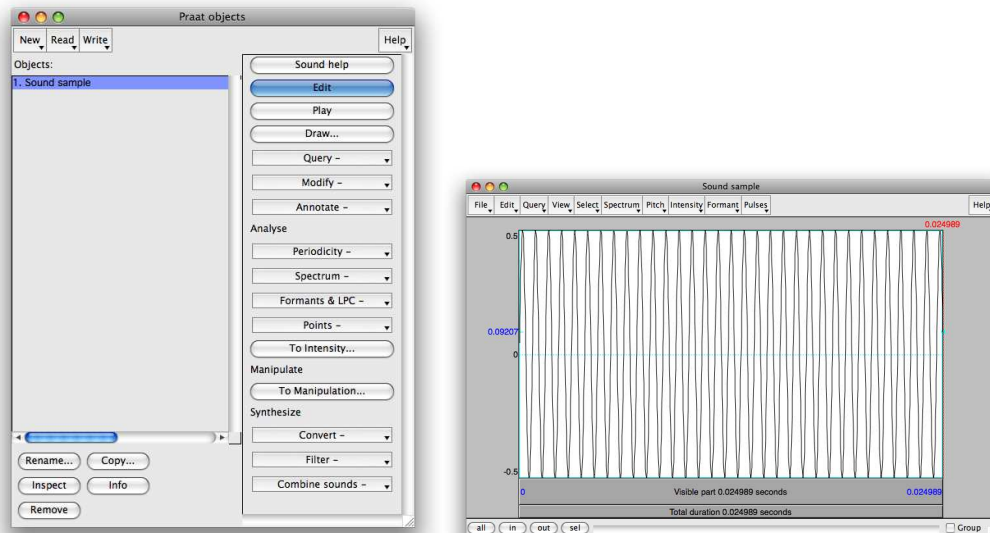 Praat objects
New Read Write Help
Objects:
1. Sound sample
Sound help
Edit
Play
Draw...
Query -
Modify -
Annotate -
Analyse
Periodicity -
Spectrum -
Formants & LPC -
Points -
To Intensity...
Manipulate
To Manipulation...
Synthesize
Convert -
Filter -
Combine sounds -
Rename... Copy...
Inspect Info
Remove
Sound sample
File Edit Query View Select Spectrum Pitch Intensity Formant Pulses Help
0.024989
0.5
0.09207
0
-0.5
0 Visible part 0.024989 seconds 0.024989
Total duration 0.024989 seconds
all in out sel Group